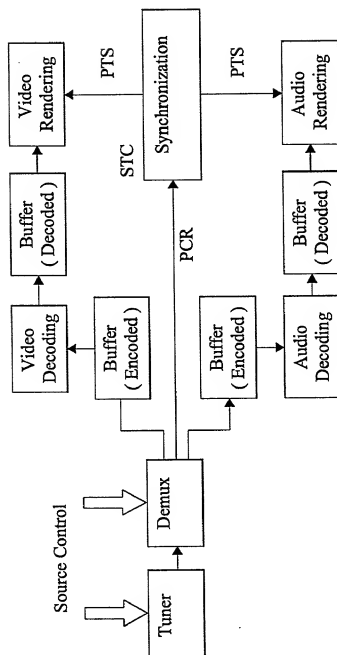 Video
Rendering
Buffer
( Decoded )
Video
Decoding
Buffer
( Encoded )
PTS
STC
Synchronization
PTS
PCR
Source Control
Tuner
Demux
Buffer
( Encoded )
Audio
Decoding
Buffer
( Decoded )
Audio
Rendering